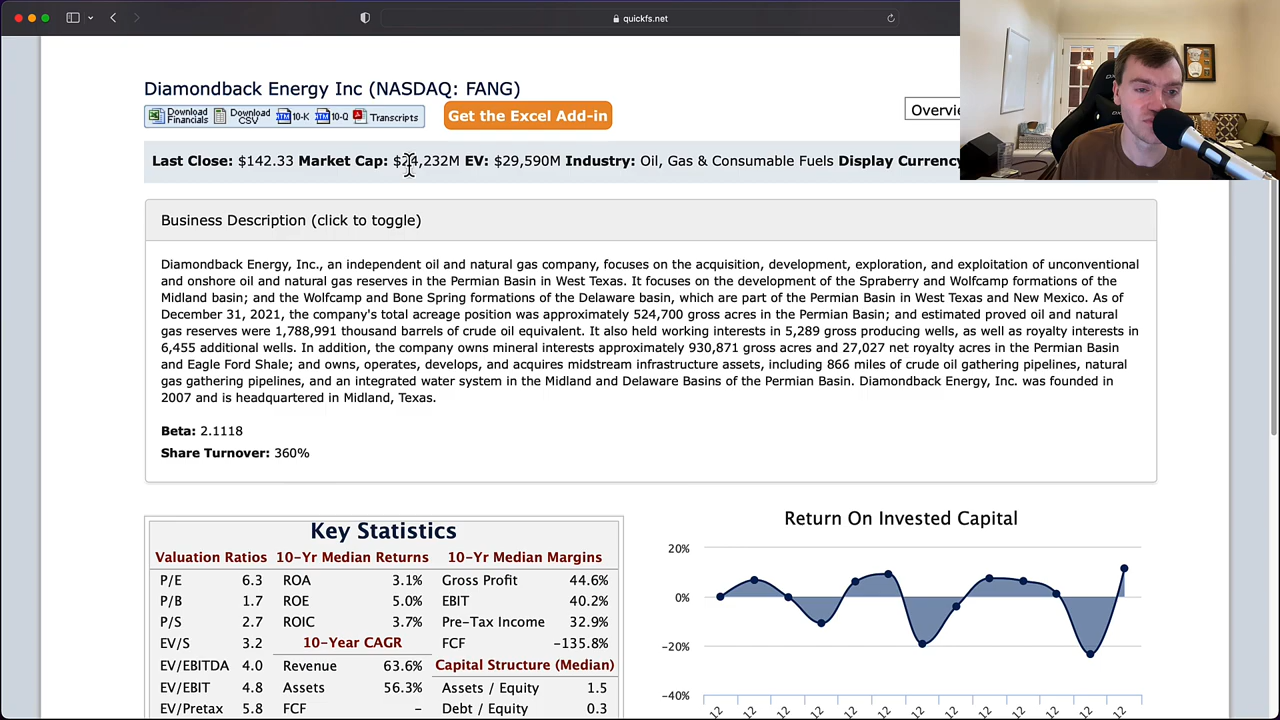 quickfs.net
Diamondback Energy Inc (NASDAQ: FANG)
Download Financials Download CSV 10-K 10-Q Transcripts Get the Excel Add-in
Overvie
Last Close: $142.33 Market Cap: $24,232M EV: $29,590M Industry: Oil, Gas & Consumable Fuels Display Currency
Business Description (click to toggle)
Diamondback Energy, Inc., an independent oil and natural gas company, focuses on the acquisition, development, exploration, and exploitation of unconventional
and onshore oil and natural gas reserves in the Permian Basin in West Texas. It focuses on the development of the Spraberry and Wolfcamp formations of the
Midland basin; and the Wolfcamp and Bone Spring formations of the Delaware basin, which are part of the Permian Basin in West Texas and New Mexico. As of
December 31, 2021, the company's total acreage position was approximately 524,700 gross acres in the Permian Basin; and estimated proved oil and natural
gas reserves were 1,788,991 thousand barrels of crude oil equivalent. It also held working interests in 5,289 gross producing wells, as well as royalty interests in
6,455 additional wells. In addition, the company owns mineral interests approximately 930,871 gross acres and 27,027 net royalty acres in the Permian Basin
and Eagle Ford Shale; and owns, operates, develops, and acquires midstream infrastructure assets, including 866 miles of crude oil gathering pipelines, natural
gas gathering pipelines, and an integrated water system in the Midland and Delaware Basins of the Permian Basin. Diamondback Energy, Inc. was founded in
2007 and is headquartered in Midland, Texas.
Beta: 2.1118
Share Turnover: 360%
Key Statistics
Valuation Ratios 10-Yr Median Returns 10-Yr Median Margins
P/E 6.3 ROA 3.1% Gross Profit 44.6%
P/B 1.7 ROE 5.0% EBIT 40.2%
P/S 2.7 ROIC 3.7% Pre-Tax Income 32.9%
EV/S 3.2 10-Year CAGR FCF -135.8%
EV/EBITDA 4.0 Revenue 63.6% Capital Structure (Median)
EV/EBIT 4.8 Assets 56.3% Assets / Equity 1.5
EV/Pretax 5.8 FCF - Debt / Equity 0.3
Return On Invested Capital
20%
0%
-20%
-40%
12 12 12 12 12 12 12 12 12 12 12 12 12